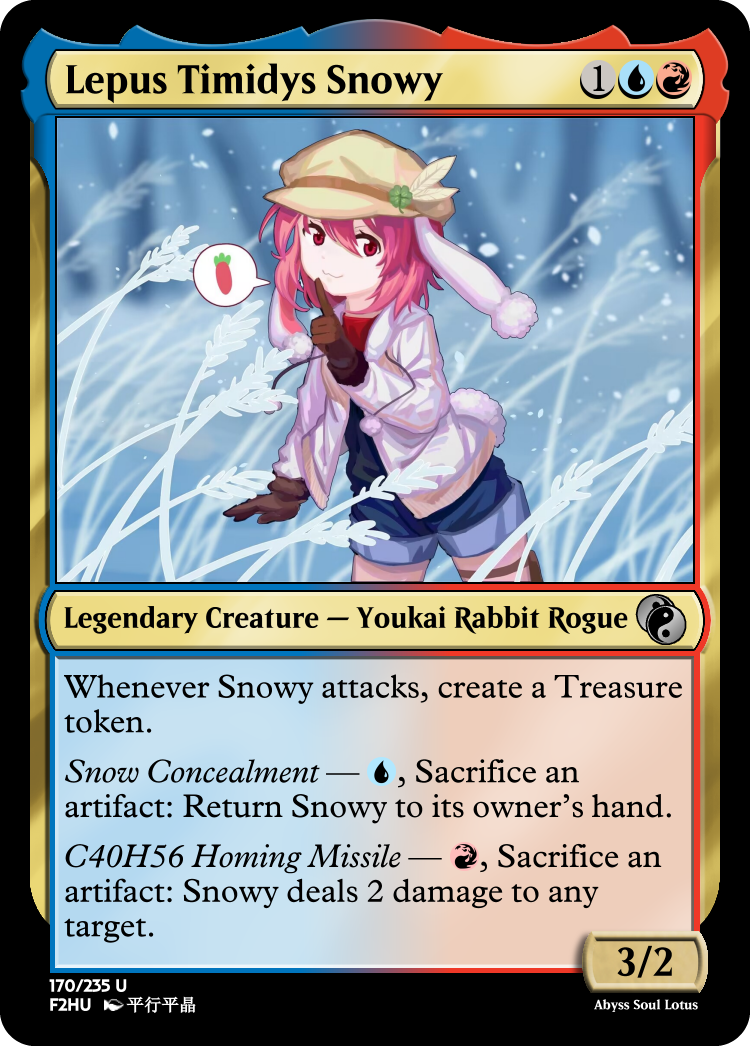 Lepus Timidys Snowy 1
Legendary Creature — Youkai Rabbit Rogue
Whenever Snowy attacks, create a Treasure
token.
Snow Concealment — , Sacrifice an
artifact: Return Snowy to its owner's hand.
C40H56 Homing Missile — , Sacrifice an
artifact: Snowy deals 2 damage to any
target.
3/2
170/235 U
F2HU 平行平晶
Abyss Soul Lotus